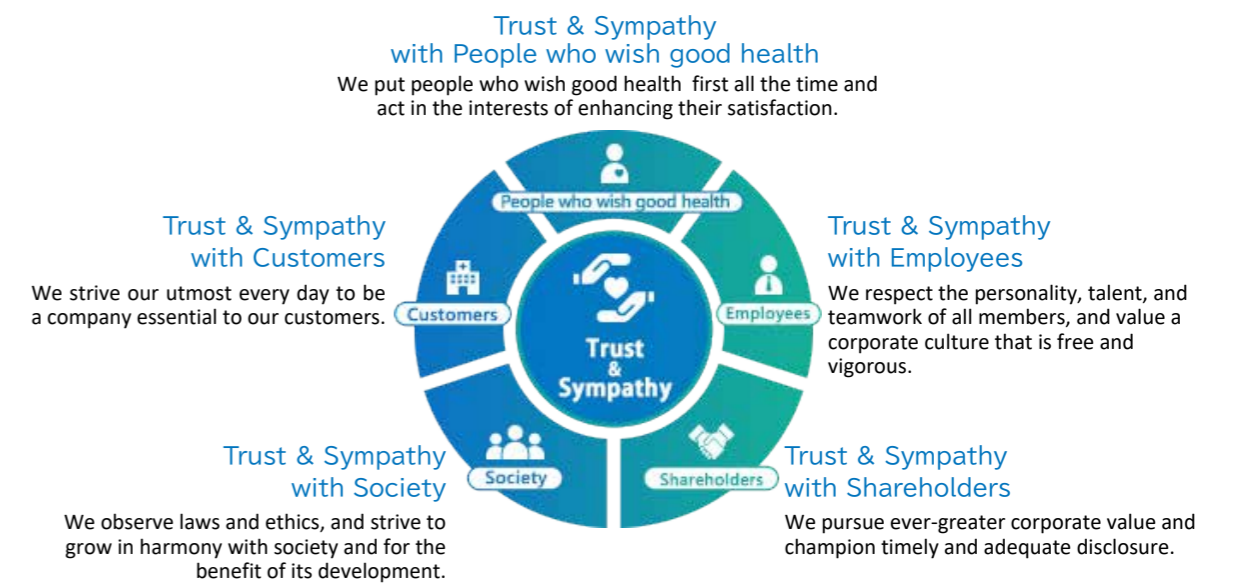 Trust & Sympathy
with People who wish good health
We put people who wish good health first all the time and
act in the interests of enhancing their satisfaction.
People who wish good health
Trust & Sympathy
with Customers
We strive our utmost every day to be
a company essential to our customers.
Customers
Trust
&
Sympathy
Employees
Trust & Sympathy
with Employees
We respect the personality, talent, and
teamwork of all members, and value a
corporate culture that is free and
vigorous.
Trust & Sympathy
with Society
We observe laws and ethics, and strive to
grow in harmony with society and for the
benefit of its development.
Society
Shareholders
Trust & Sympathy
with Shareholders
We pursue ever-greater corporate value and
champion timely and adequate disclosure.